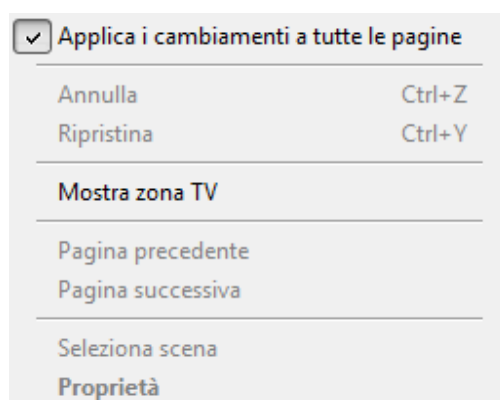 Applica i cambiamenti a tutte le pagine
Annulla Ctrl+Z
Ripristina Ctrl+Y
Mostra zona TV
Pagina precedente
Pagina successiva
Seleziona scena
Proprietà